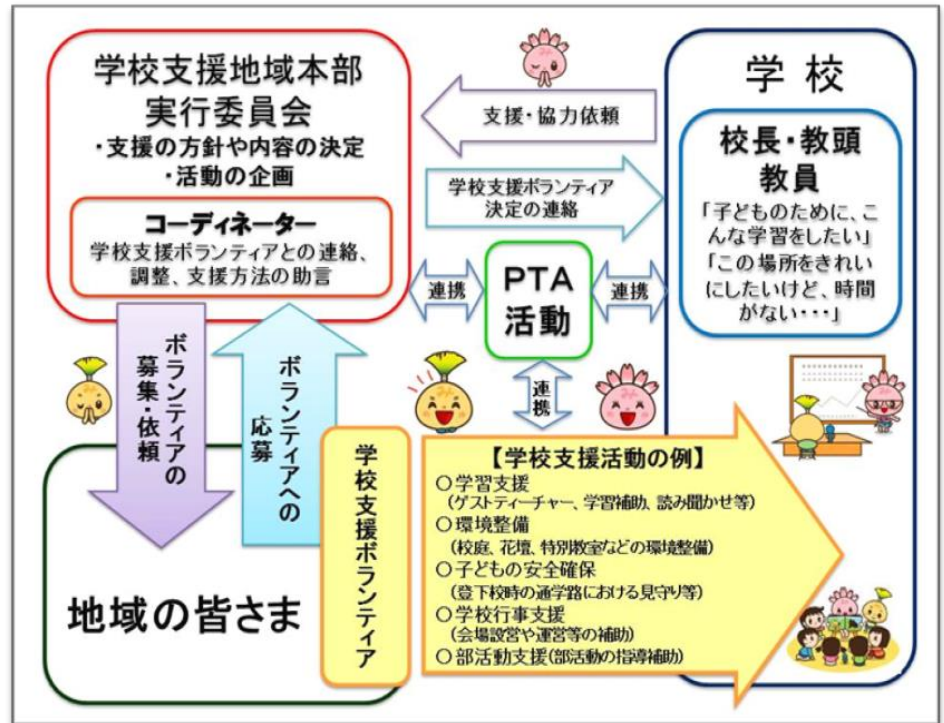 学校支援地域本部
実行委員会
・支援の方針や内容の決定
・活動の企画
コーディネーター
学校支援ボランティアとの連絡、
調整、支援方法の助言
支援・協力依頼
学校支援ボランティア
決定の連絡
学校
校長・教頭
教員
「子どものために、こ
んな学習をしたい」
「この場所をきれい
にしたいけど、時間
がない・・・」
連携
PTA
活動
連携
連携
ボランティアの
募集・依頼
ボランティアへの
応募
地域の皆さま
学校支援ボランティア
【学校支援活動の例】
○学習支援
(ゲストティーチャー、学習補助、読み聞かせ等)
○環境整備
(校庭、花壇、特別教室などの環境整備)
○子どもの安全確保
(登下校時の通学路における見守り等)
○学校行事支援
(会場設営や運営等の補助)
○部活動支援(部活動の指導補助)